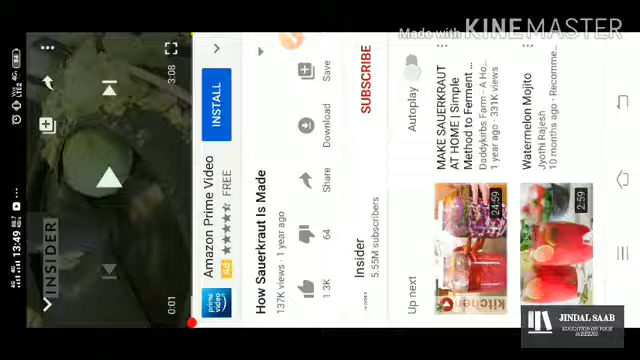 Made with KINEMASTER
13:49
INSIDER
0:01
3:08
prime video
Amazon Prime Video
Ad
FREE
INSTALL
How Sauerkraut Is Made
137K views · 1 year ago
1.3K
64
Share
Download
Save
Insider
5.55M subscribers
SUBSCRIBE
Up next
Autoplay
24:59
MAKE SAUERKRAUT
AT HOME | Simple
Method to Ferment ...
Daddykirbs Farm - A Ho...
1 year ago · 331K views
2:59
Watermelon Mojito
Jyothi Rajesh
10 months ago · Recomme...
JINDAL SAAB